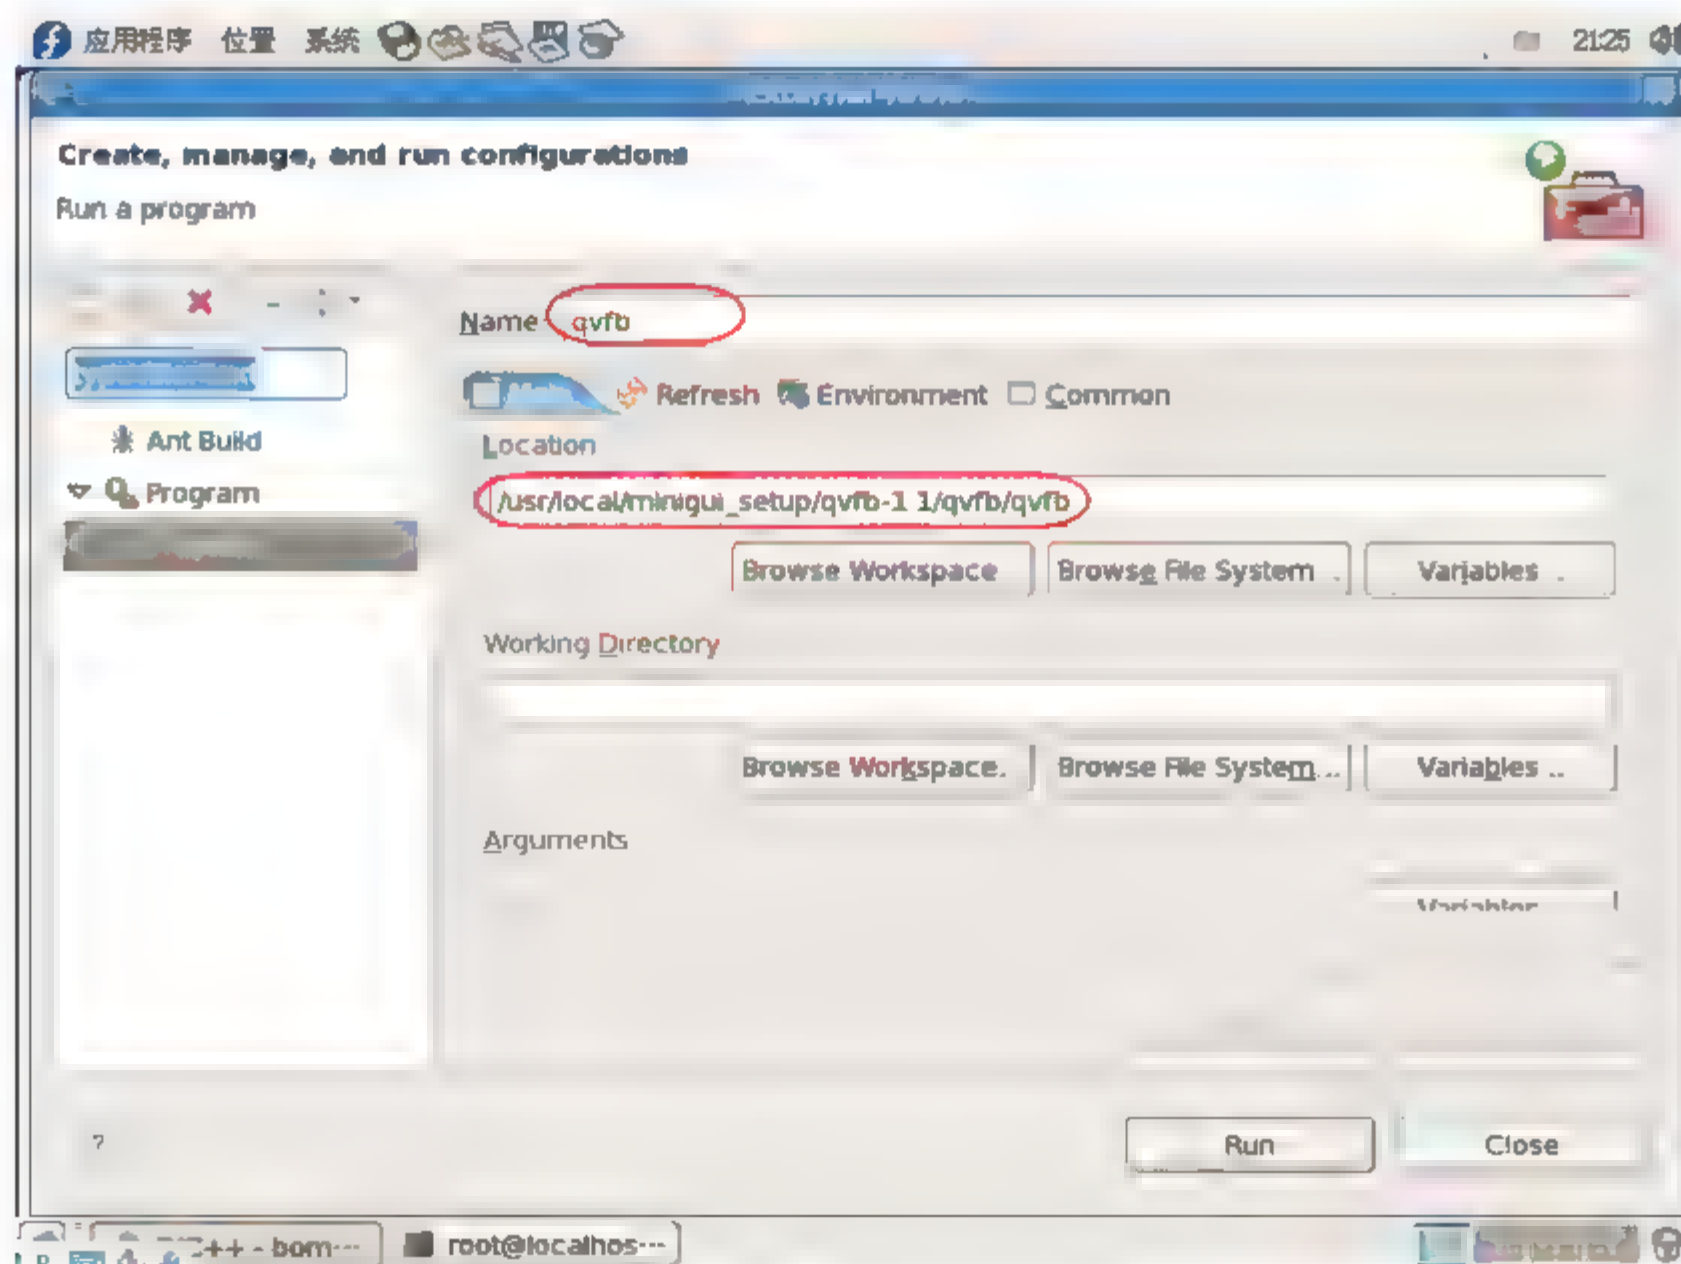 应用程序 位置 系统 21:25
Create, manage, and run configurations
Run a program
Name qvfb
Refresh Environment Common
Ant Build
Location
Program
/usr/local/minigui_setup/qvfb-1 1/qvfb/qvfb
Browse Workspace Browse File System . Variables .
Working Directory
Browse Workspace. Browse File System... Variables ..
Arguments
Variables
?
Run Close
++ - bom... root@localhos...